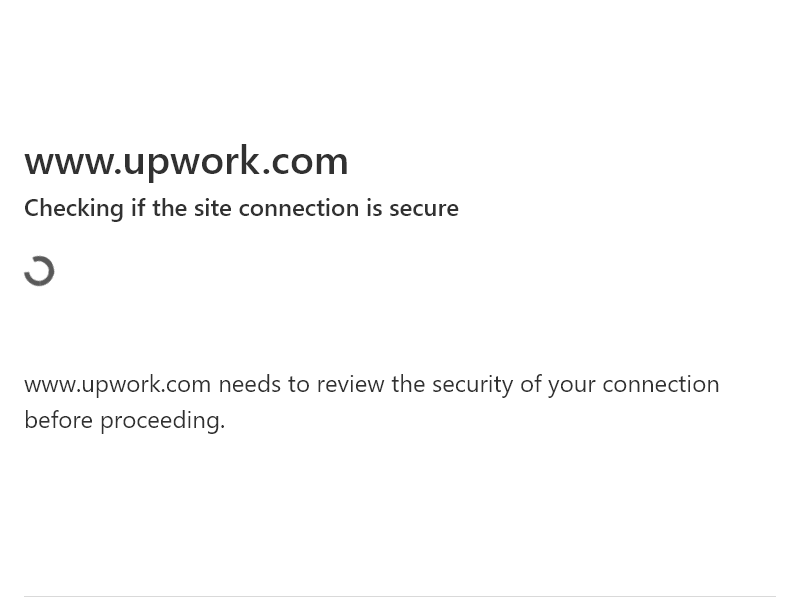 www.upwork.com
Checking if the site connection is secure
www.upwork.com needs to review the security of your connection
before proceeding.